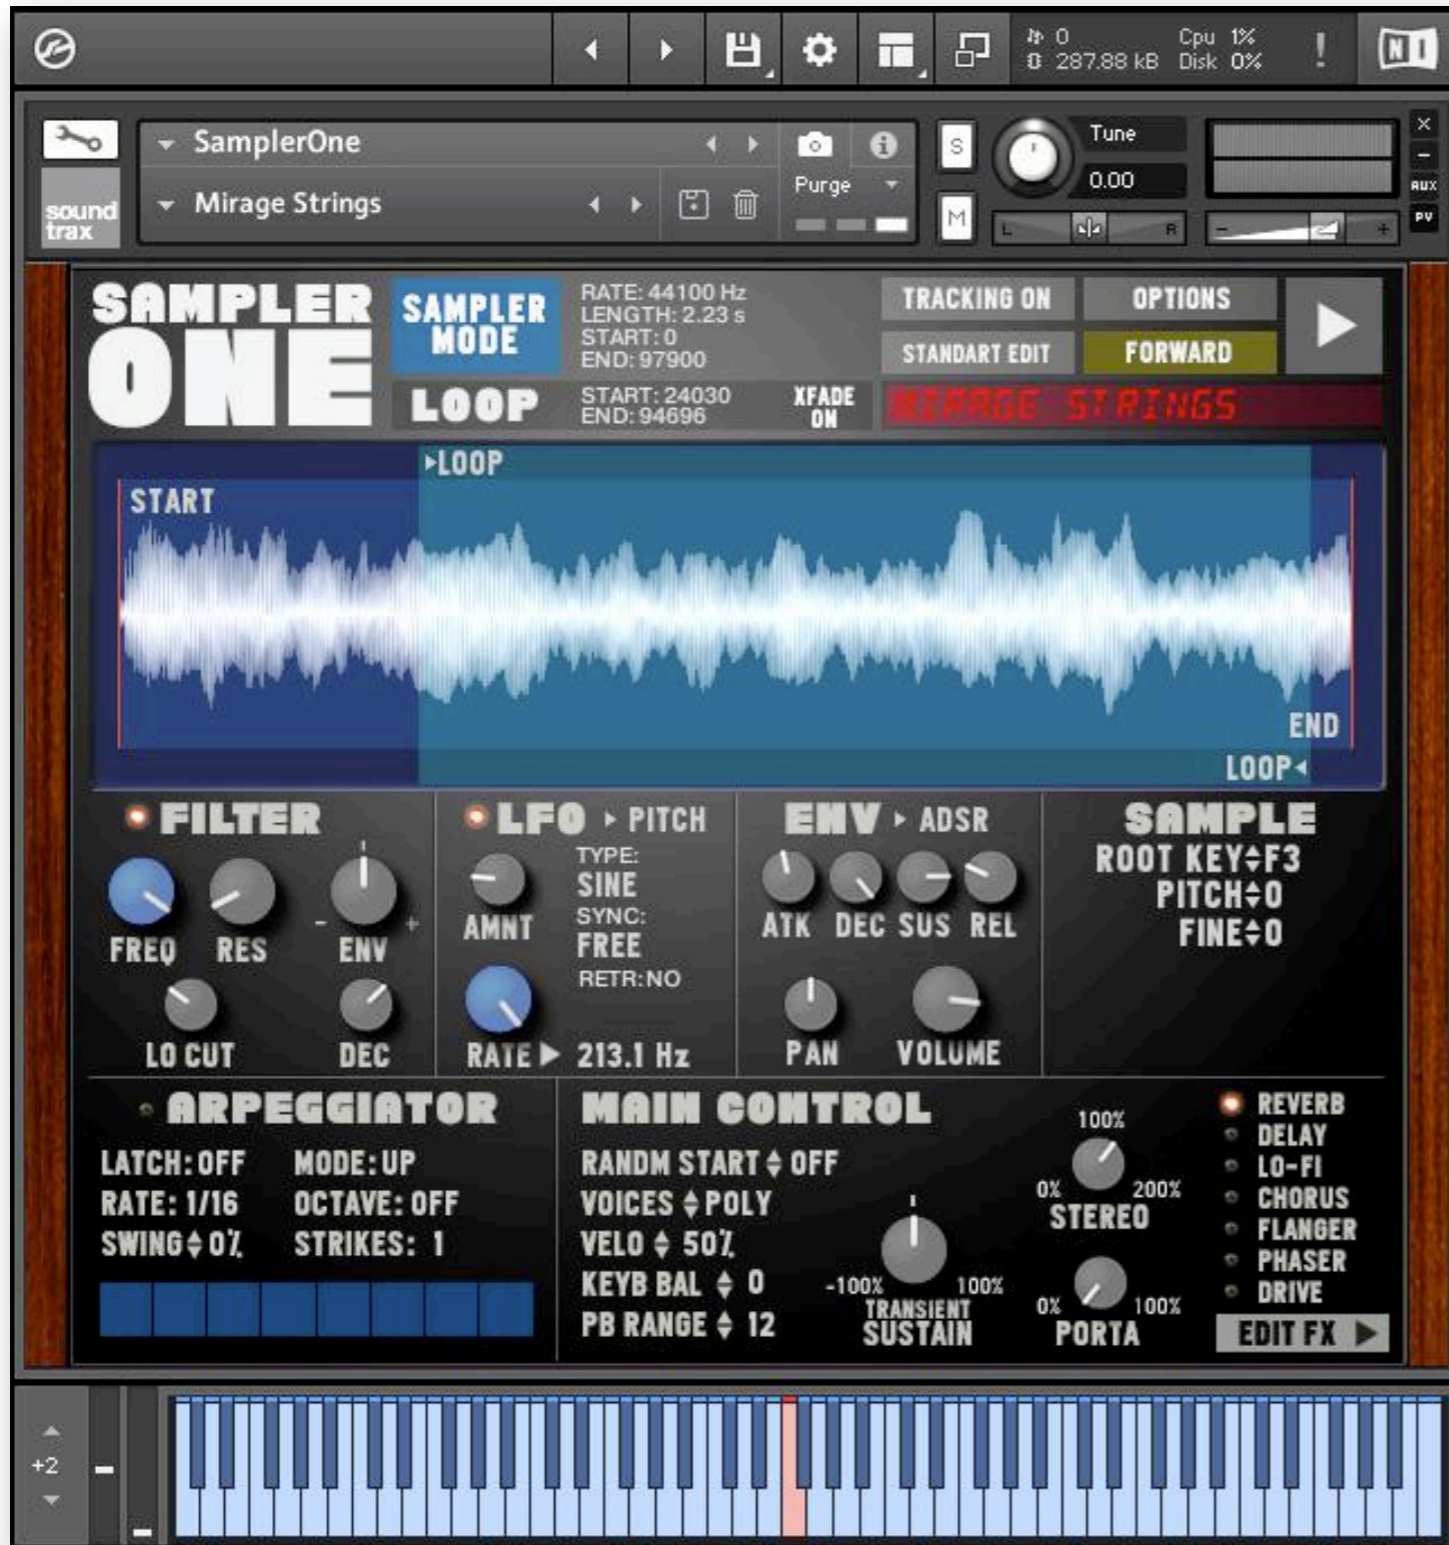 0 Cpu 1%
287.88 kB Disk 0%
NI
SamplerOne
S
Tune
Purge
0.00
AUX
sound
trax
Mirage Strings
M
L R
- +
PV
SAMPLER
ONE
SAMPLER
MODE
RATE: 44100 Hz
LENGTH: 2.23 s
START: 0
END: 97900
TRACKING ON
OPTIONS
STANDART EDIT
FORWARD
LOOP
START: 24030
END: 94696
XFADE
ON
MIRAGE STRINGS
LOOP
START
END
LOOP
FILTER
FREQ RES - ENV +
LO CUT DEC
LFO PITCH
AMNT
TYPE:
SINE
SYNC:
FREE
RETR:NO
RATE 213.1 Hz
ENV ADSR
ATK DEC SUS REL
PAN VOLUME
SAMPLE
ROOT KEY F3
PITCH 0
FINE 0
ARPEGGIATOR
LATCH: OFF MODE: UP
RATE: 1/16 OCTAVE: OFF
SWING 0% STRIKES: 1
MAIN CONTROL
RANDM START OFF
VOICES POLY
VELO 50%
KEYB BAL 0
PB RANGE 12
-100% 100%
TRANSIENT
SUSTAIN
100%
0% 200%
STEREO
0% 100%
PORTA
REVERB
DELAY
LO-FI
CHORUS
FLANGER
PHASER
DRIVE
EDIT FX
+2